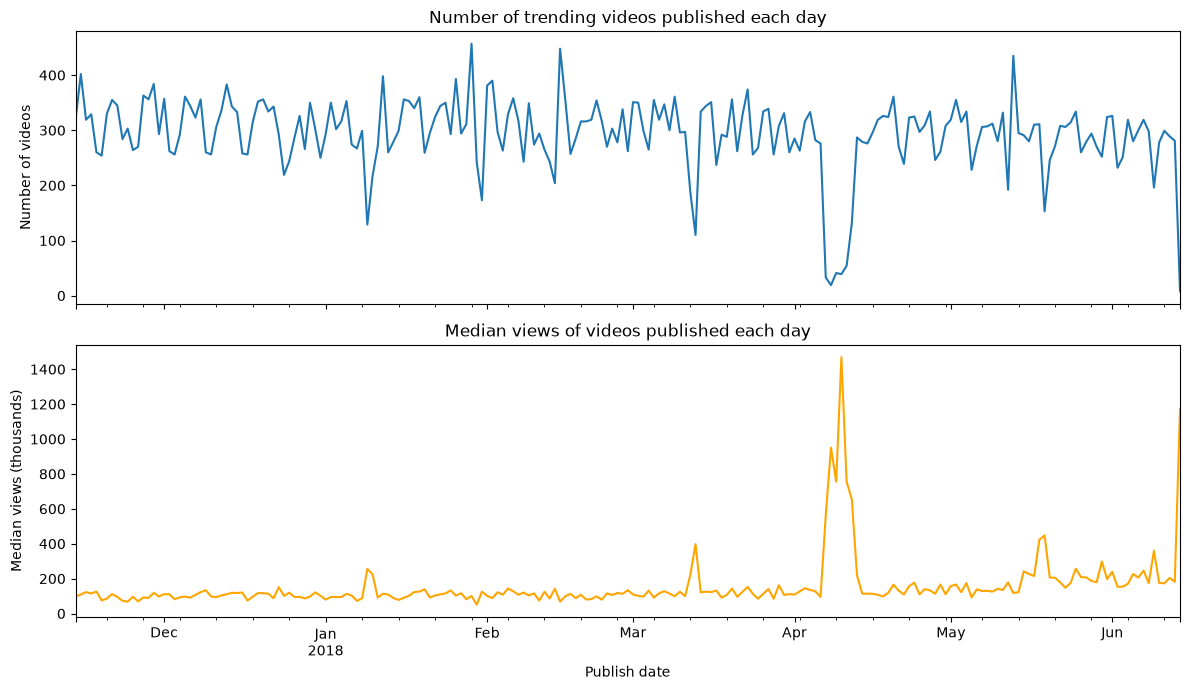 Number of trending videos published each day
Number of videos
400
300
200
100
0
Median views of videos published each day
Median views (thousands)
1400
1200
1000
800
600
400
200
0
Dec
Jan
2018
Feb
Mar
Apr
May
Jun
Publish date